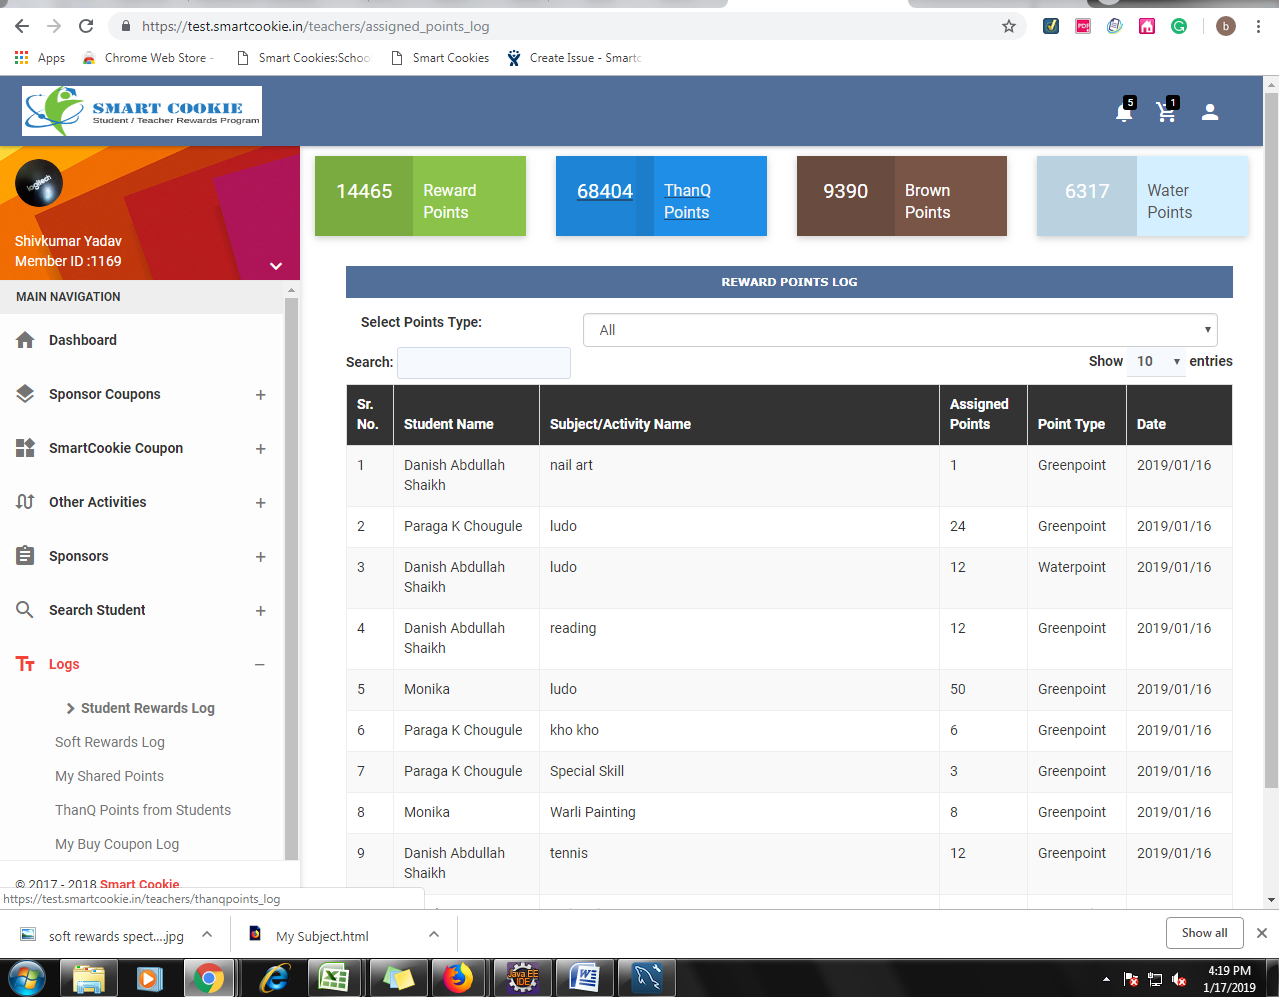 https://test.smartcookie.in/teachers/assigned_points_log
PDF
b
Apps
Chrome Web Store -
Smart Cookies:Schoo
Smart Cookies
Create Issue - Smart
SMART COOKIE
Student / Teacher Rewards Program
5
1
logitech
Shivkumar Yadav
Member ID :1169
14465
Reward
Points
68404
ThanQ
Points
9390
Brown
Points
6317
Water
Points
MAIN NAVIGATION
Dashboard
Sponsor Coupons +
SmartCookie Coupon +
Other Activities +
Sponsors +
Search Student +
Logs −
Student Rewards Log
Soft Rewards Log
My Shared Points
ThanQ Points from Students
My Buy Coupon Log
© 2017 - 2018 Smart Cookie
https://test.smartcookie.in/teachers/thanqpoints_log
REWARD POINTS LOG
Select Points Type: All
Search: Show 10 entries
Sr. No. Student Name Subject/Activity Name Assigned Points Point Type Date
1 Danish Abdullah Shaikh nail art 1 Greenpoint 2019/01/16
2 Paraga K Chougule ludo 24 Greenpoint 2019/01/16
3 Danish Abdullah Shaikh ludo 12 Waterpoint 2019/01/16
4 Danish Abdullah Shaikh reading 12 Greenpoint 2019/01/16
5 Monika ludo 50 Greenpoint 2019/01/16
6 Paraga K Chougule kho kho 6 Greenpoint 2019/01/16
7 Paraga K Chougule Special Skill 3 Greenpoint 2019/01/16
8 Monika Warli Painting 8 Greenpoint 2019/01/16
9 Danish Abdullah Shaikh tennis 12 Greenpoint 2019/01/16
soft rewards spect....jpg
My Subject.html
Show all
Java EE
IDE
4:19 PM
1/17/2019